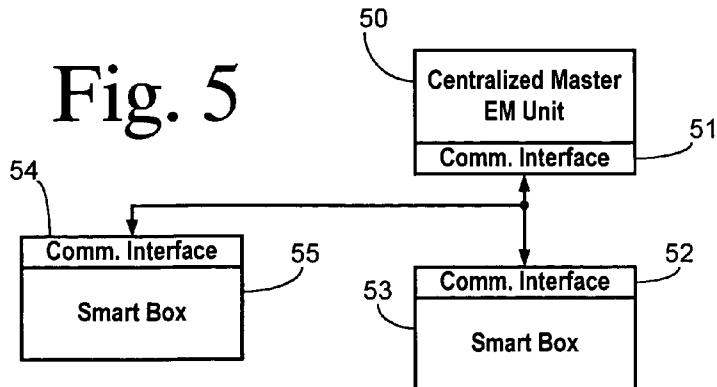 Fig. 5
50
Centralized Master
EM Unit
Comm. Interface
51
54
Comm. Interface
55
Smart Box
Comm. Interface
52
53
Smart Box